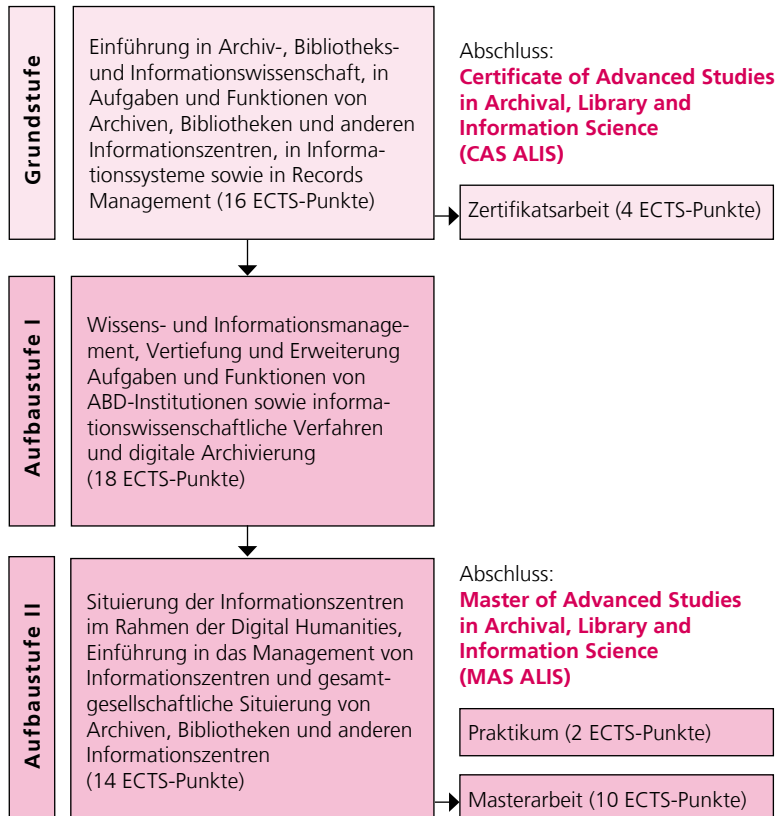 Grundstufe
Einführung in Archiv-, Bibliotheks-
und Informationswissenschaft, in
Aufgaben und Funktionen von
Archiven, Bibliotheken und anderen
Informationszentren, in Informa-
tionssysteme sowie in Records
Management (16 ECTS-Punkte)
Abschluss:
Certificate of Advanced Studies
in Archival, Library and
Information Science
(CAS ALIS)
Zertifikatsarbeit (4 ECTS-Punkte)
Aufbaustufe I
Wissens- und Informationsmanage-
ment, Vertiefung und Erweiterung
Aufgaben und Funktionen von
ABD-Institutionen sowie informa-
tionswissenschaftliche Verfahren
und digitale Archivierung
(18 ECTS-Punkte)
Aufbaustufe II
Situierung der Informationszentren
im Rahmen der Digital Humanities,
Einführung in das Management von
Informationszentren und gesamt-
gesellschaftliche Situierung von
Archiven, Bibliotheken und anderen
Informationszentren
(14 ECTS-Punkte)
Abschluss:
Master of Advanced Studies
in Archival, Library and
Information Science
(MAS ALIS)
Praktikum (2 ECTS-Punkte)
Masterarbeit (10 ECTS-Punkte)